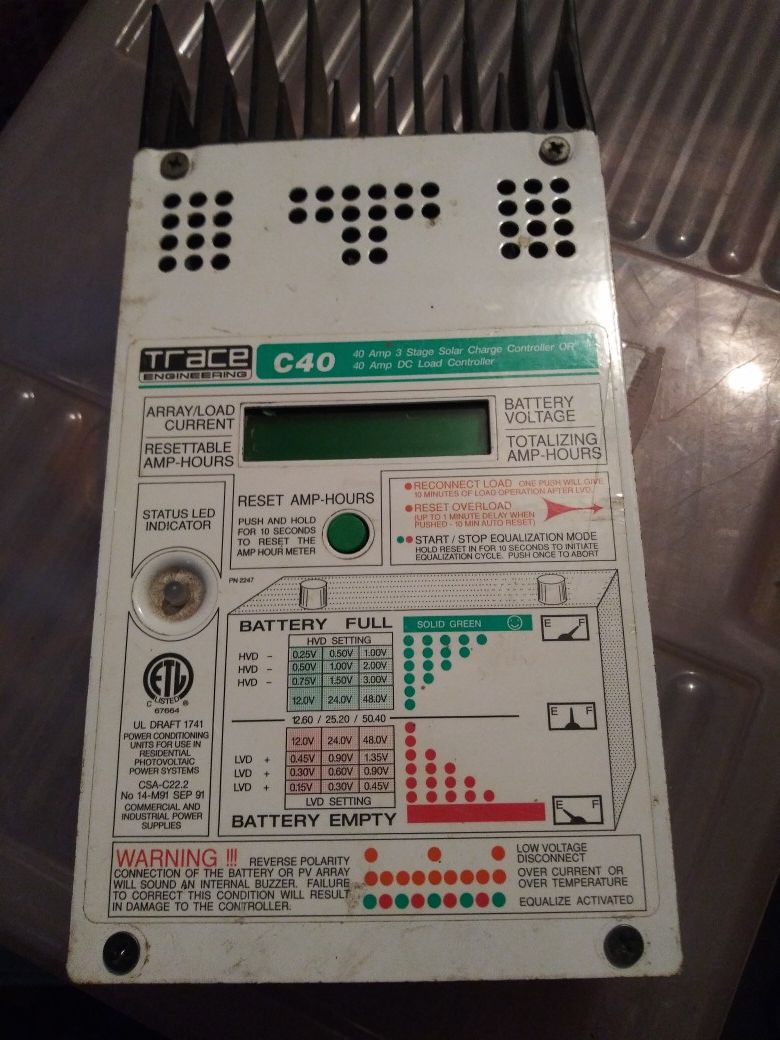 Trace
ENGINEERING
C40
40 Amp 3 Stage Solar Charge Controller OR
40 Amp DC Load Controller
ARRAY/LOAD
CURRENT
RESETTABLE
AMP-HOURS
BATTERY
VOLTAGE
TOTALIZING
AMP-HOURS
STATUS LED
INDICATOR
RESET AMP-HOURS
PUSH AND HOLD
FOR 10 SECONDS
TO RESET THE
AMP HOUR METER
RECONNECT LOAD ONE PUSH WILL GIVE
10 MINUTES OF LOAD OPERATION AFTER LVD.
RESET OVERLOAD
(UP TO 1 MINUTE DELAY WHEN
PUSHED - 10 MIN AUTO RESET)
START / STOP EQUALIZATION MODE
HOLD RESET IN FOR 10 SECONDS TO INITIATE
EQUALIZATION CYCLE. PUSH ONCE TO ABORT
PN 2247
BATTERY FULL
SOLID GREEN
E F
HVD SETTING
HVD - 0.25V 0.50V 1.00V
HVD - 0.50V 1.00V 2.00V
HVD - 0.75V 1.50V 3.00V
12.0V 24.0V 48.0V
12.60 / 25.20 / 50.40
E F
12.0V 24.0V 48.0V
LVD + 0.45V 0.90V 1.35V
LVD + 0.30V 0.60V 0.90V
LVD + 0.15V 0.30V 0.45V
LVD SETTING
BATTERY EMPTY
E F
ETL
C LISTED ®
67664
UL DRAFT 1741
POWER CONDITIONING
UNITS FOR USE IN
RESIDENTIAL
PHOTOVOLTAIC
POWER SYSTEMS
CSA-C22.2
No 14-M91 SEP 91
COMMERCIAL AND
INDUSTRIAL POWER
SUPPLIES
WARNING !!! REVERSE POLARITY
CONNECTION OF THE BATTERY OR PV ARRAY
WILL SOUND AN INTERNAL BUZZER. FAILURE
TO CORRECT THIS CONDITION WILL RESULT
IN DAMAGE TO THE CONTROLLER.
LOW VOLTAGE
DISCONNECT
OVER CURRENT OR
OVER TEMPERATURE
EQUALIZE ACTIVATED